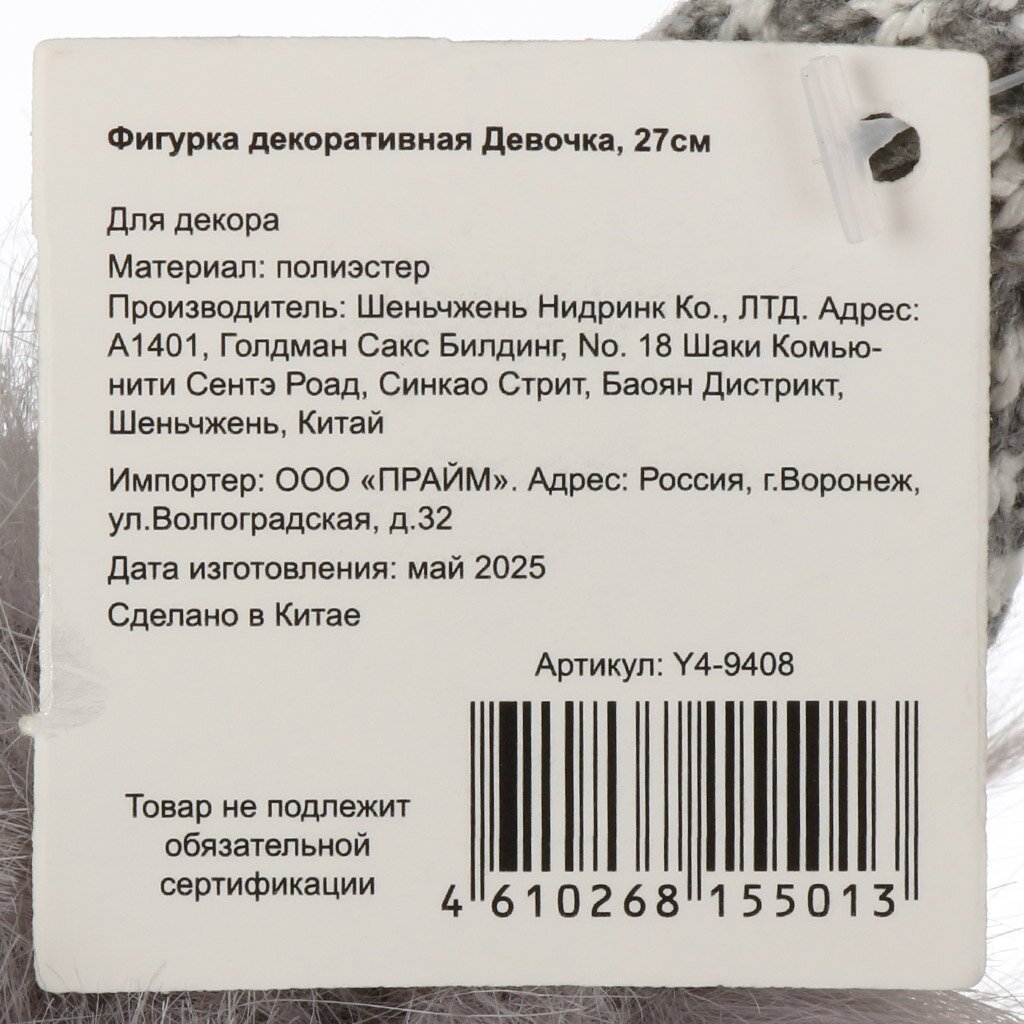 Фигурка декоративная Девочка, 27см
Для декора
Материал: полиэстер
Производитель: Шеньчжень Нидринк Ко., ЛТД. Адрес:
А1401, Голдман Сакс Билдинг, No. 18 Шаки Комью-
нити Сентэ Роад, Синкао Стрит, Баоян Дистрикт,
Шеньчжень, Китай
Импортер: ООО «ПРАЙМ». Адрес: Россия, г.Воронеж,
ул.Волгоградская, д.32
Дата изготовления: май 2025
Сделано в Китае
Артикул: Y4-9408
Товар не подлежит
обязательной
сертификации
4 610268 155013